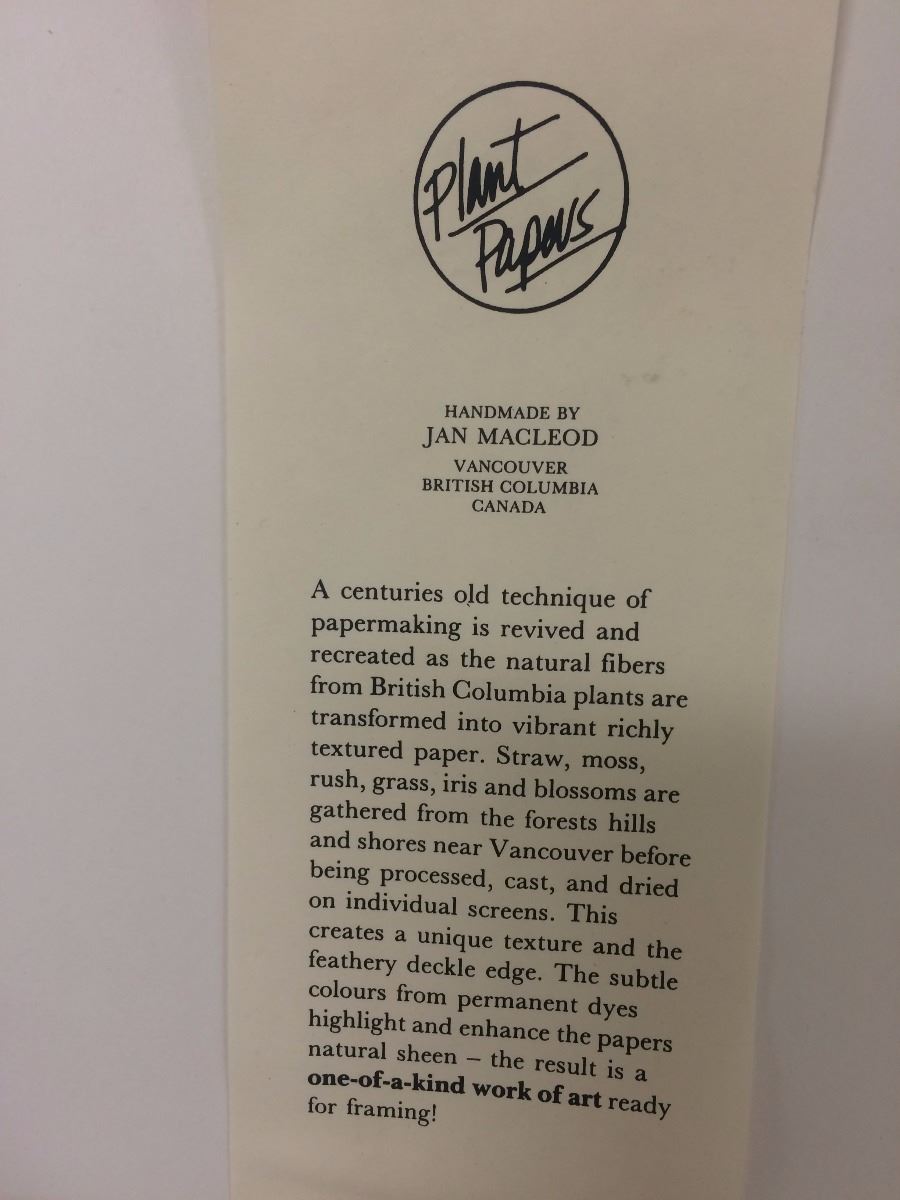 Plant
Papers
HANDMADE BY
JAN MACLEOD
VANCOUVER
BRITISH COLUMBIA
CANADA
A centuries old technique of
papermaking is revived and
recreated as the natural fibers
from British Columbia plants are
transformed into vibrant richly
textured paper. Straw, moss,
rush, grass, iris and blossoms are
gathered from the forests hills
and shores near Vancouver before
being processed, cast, and dried
on individual screens. This
creates a unique texture and the
feathery deckle edge. The subtle
colours from permanent dyes
highlight and enhance the papers
natural sheen – the result is a
one-of-a-kind work of art ready
for framing!